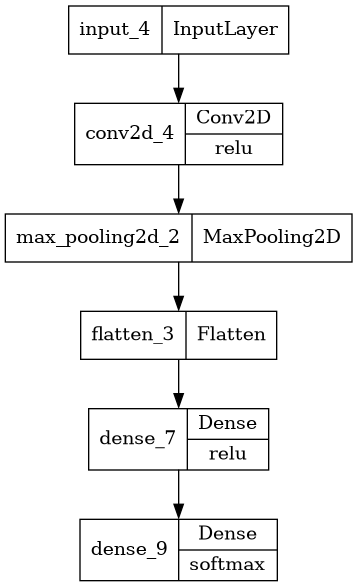 input_4 InputLayer
conv2d_4 Conv2D
relu
max_pooling2d_2 MaxPooling2D
flatten_3 Flatten
dense_7 Dense
relu
dense_9 Dense
softmax